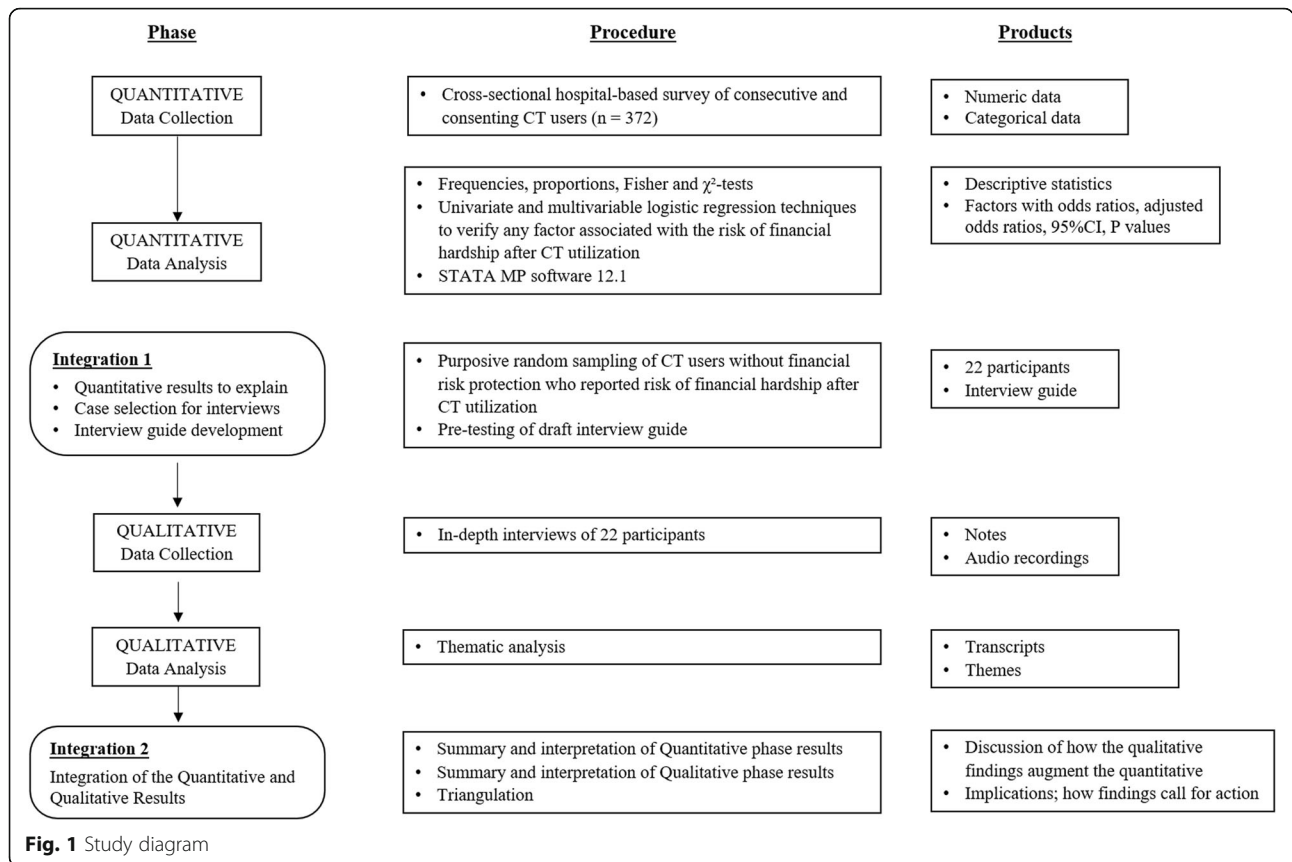 Phase
Procedure
Products
QUANTITATIVE
Data Collection
• Cross-sectional hospital-based survey of consecutive and
consenting CT users (n = 372)
• Numeric data
• Categorical data
QUANTITATIVE
Data Analysis
• Frequencies, proportions, Fisher and χ²-tests
• Univariate and multivariable logistic regression techniques
to verify any factor associated with the risk of financial
hardship after CT utilization
• STATA MP software 12.1
• Descriptive statistics
• Factors with odds ratios, adjusted
odds ratios, 95%CI, P values
Integration 1
• Quantitative results to explain
• Case selection for interviews
• Interview guide development
• Purposive random sampling of CT users without financial
risk protection who reported risk of financial hardship after
CT utilization
• Pre-testing of draft interview guide
• 22 participants
• Interview guide
QUALITATIVE
Data Collection
• In-depth interviews of 22 participants
• Notes
• Audio recordings
QUALITATIVE
Data Analysis
• Thematic analysis
• Transcripts
• Themes
Integration 2
Integration of the Quantitative and
Qualitative Results
• Summary and interpretation of Quantitative phase results
• Summary and interpretation of Qualitative phase results
• Triangulation
• Discussion of how the qualitative
findings augment the quantitative
• Implications; how findings call for action
Fig. 1 Study diagram